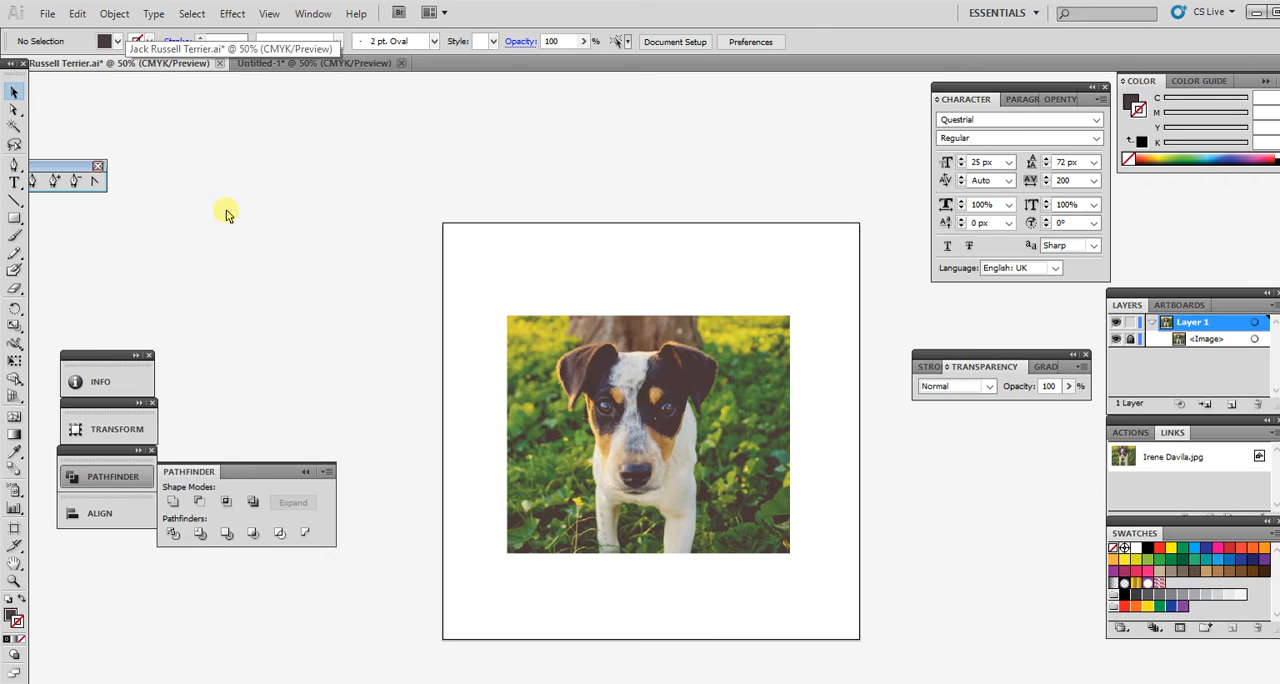 Ai File Edit Object Type Select Effect View Window Help Br ESSENTIALS CS Live
No Selection Stroke: 2 pt. Oval Style: Opacity: 100 % Document Setup Preferences
Jack Russell Terrier.ai* @ 50% (CMYK/Preview)
Russell Terrier.ai* @ 50% (CMYK/Preview) Untitled-1* @ 50% (CMYK/Preview)
COLOR COLOR GUIDE
C
M
Y
K
CHARACTER PARAGR OPENTY
Questrial
Regular
25 px 72 px
Auto 200
100% 100%
0 px 0°
T T aa Sharp
Language: English: UK
LAYERS ARTBOARDS
Layer 1
<Image>
1 Layer
STRO TRANSPARENCY GRAD
Normal Opacity: 100 %
ACTIONS LINKS
Irene Davila.jpg
SWATCHES
INFO
TRANSFORM
PATHFINDER
ALIGN
PATHFINDER
Shape Modes:
Expand
Pathfinders: